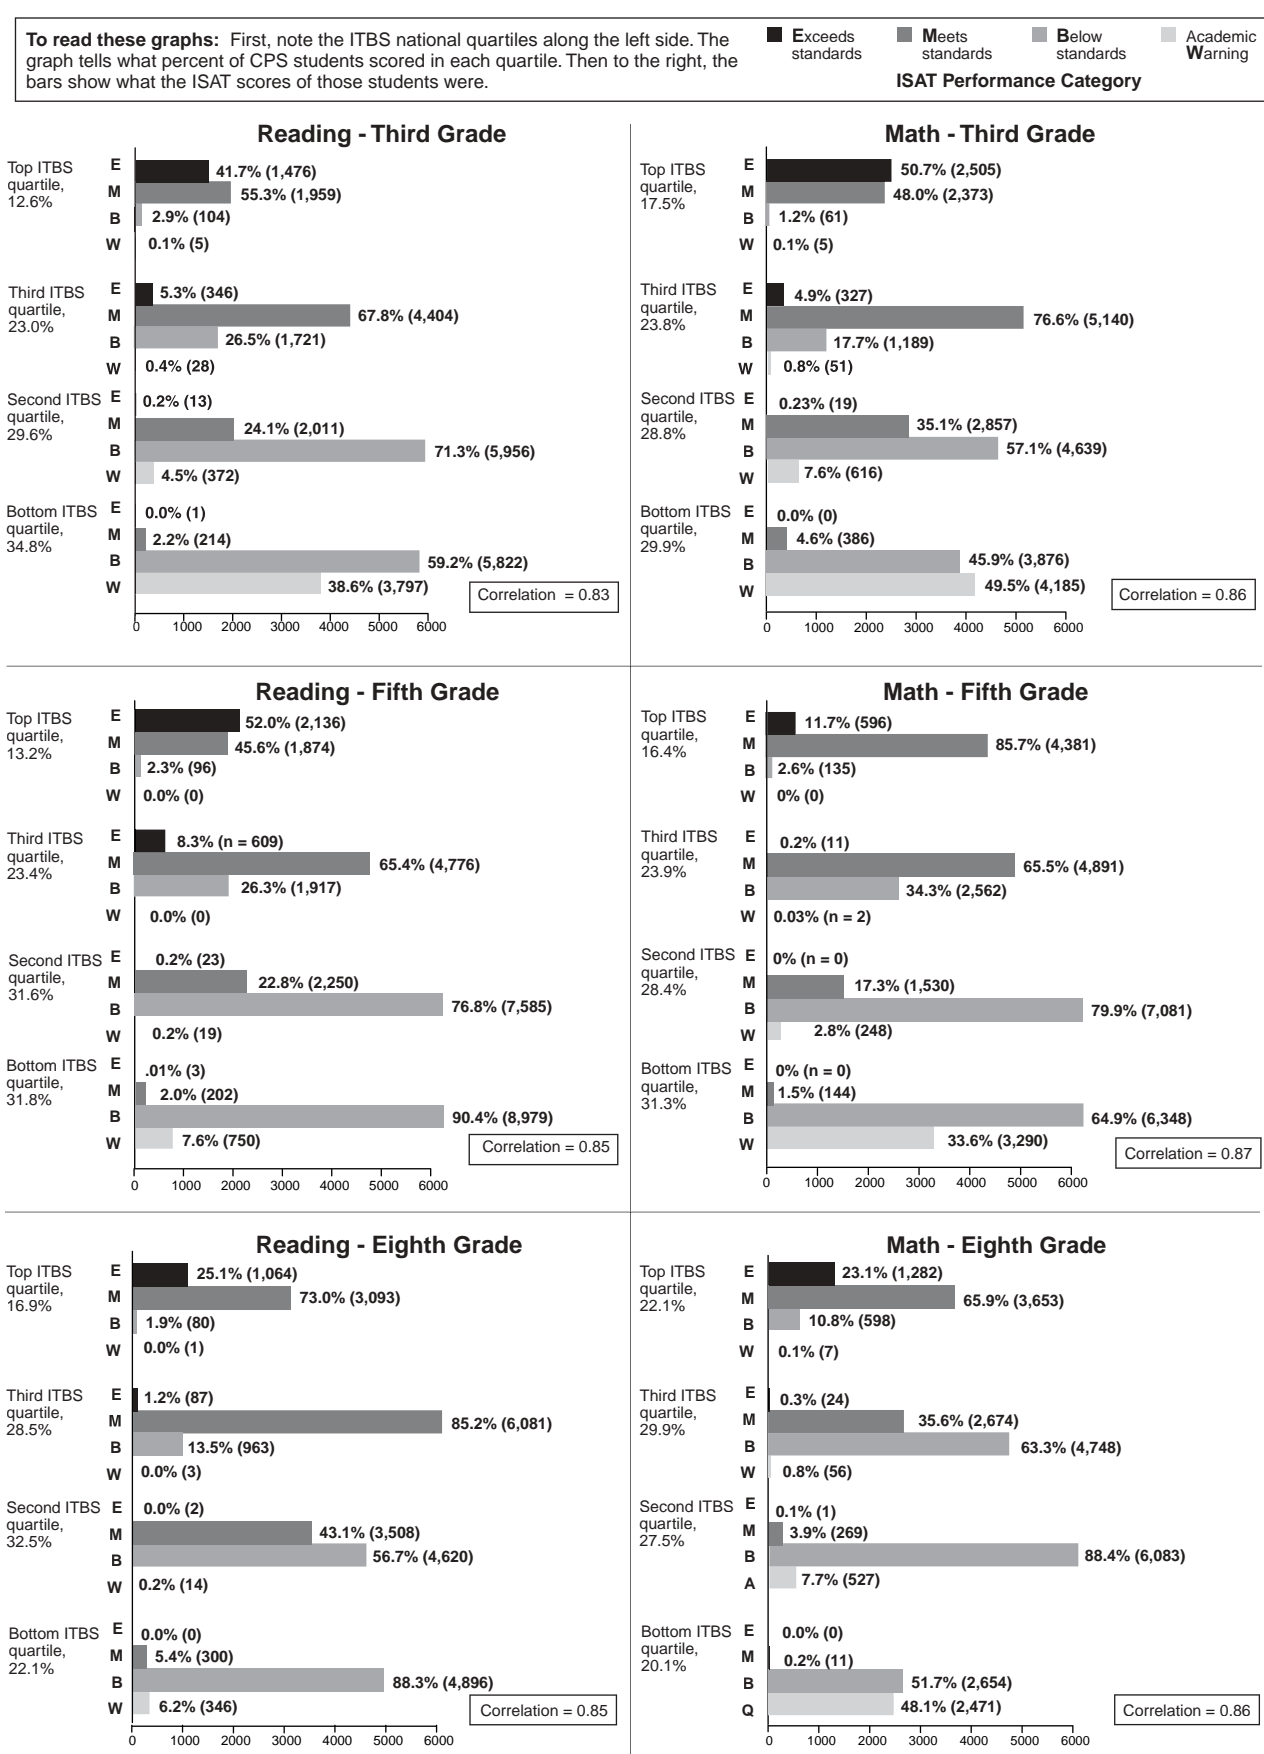 To read these graphs: First, note the ITBS national quartiles along the left side. The
graph tells what percent of CPS students scored in each quartile. Then to the right, the
bars show what the ISAT scores of those students were.
Exceeds
standards
Meets
standards
Below
standards
Academic
Warning
ISAT Performance Category
Reading - Third Grade
Top ITBS
quartile,
12.6%
E 41.7% (1,476)
M 55.3% (1,959)
B 2.9% (104)
W 0.1% (5)
Third ITBS
quartile,
23.0%
E 5.3% (346)
M 67.8% (4,404)
B 26.5% (1,721)
W 0.4% (28)
Second ITBS
quartile,
29.6%
E 0.2% (13)
M 24.1% (2,011)
B 71.3% (5,956)
W 4.5% (372)
Bottom ITBS
quartile,
34.8%
E 0.0% (1)
M 2.2% (214)
B 59.2% (5,822)
W 38.6% (3,797)
Correlation = 0.83
0 1000 2000 3000 4000 5000 6000
Math - Third Grade
Top ITBS
quartile,
17.5%
E 50.7% (2,505)
M 48.0% (2,373)
B 1.2% (61)
W 0.1% (5)
Third ITBS
quartile,
23.8%
E 4.9% (327)
M 76.6% (5,140)
B 17.7% (1,189)
W 0.8% (51)
Second ITBS
quartile,
28.8%
E 0.23% (19)
M 35.1% (2,857)
B 57.1% (4,639)
W 7.6% (616)
Bottom ITBS
quartile,
29.9%
E 0.0% (0)
M 4.6% (386)
B 45.9% (3,876)
W 49.5% (4,185)
Correlation = 0.86
0 1000 2000 3000 4000 5000 6000
Reading - Fifth Grade
Top ITBS
quartile,
13.2%
E 52.0% (2,136)
M 45.6% (1,874)
B 2.3% (96)
W 0.0% (0)
Third ITBS
quartile,
23.4%
E 8.3% (n = 609)
M 65.4% (4,776)
B 26.3% (1,917)
W 0.0% (0)
Second ITBS
quartile,
31.6%
E 0.2% (23)
M 22.8% (2,250)
B 76.8% (7,585)
W 0.2% (19)
Bottom ITBS
quartile,
31.8%
E .01% (3)
M 2.0% (202)
B 90.4% (8,979)
W 7.6% (750)
Correlation = 0.85
0 1000 2000 3000 4000 5000 6000
Math - Fifth Grade
Top ITBS
quartile,
16.4%
E 11.7% (596)
M 85.7% (4,381)
B 2.6% (135)
W 0% (0)
Third ITBS
quartile,
23.9%
E 0.2% (11)
M 65.5% (4,891)
B 34.3% (2,562)
W 0.03% (n = 2)
Second ITBS
quartile,
28.4%
E 0% (n = 0)
M 17.3% (1,530)
B 79.9% (7,081)
W 2.8% (248)
Bottom ITBS
quartile,
31.3%
E 0% (n = 0)
M 1.5% (144)
B 64.9% (6,348)
W 33.6% (3,290)
Correlation = 0.87
0 1000 2000 3000 4000 5000 6000
Reading - Eighth Grade
Top ITBS
quartile,
16.9%
E 25.1% (1,064)
M 73.0% (3,093)
B 1.9% (80)
W 0.0% (1)
Third ITBS
quartile,
28.5%
E 1.2% (87)
M 85.2% (6,081)
B 13.5% (963)
W 0.0% (3)
Second ITBS
quartile,
32.5%
E 0.0% (2)
M 43.1% (3,508)
B 56.7% (4,620)
W 0.2% (14)
Bottom ITBS
quartile,
22.1%
E 0.0% (0)
M 5.4% (300)
B 88.3% (4,896)
W 6.2% (346)
Correlation = 0.85
0 1000 2000 3000 4000 5000 6000
Math - Eighth Grade
Top ITBS
quartile,
22.1%
E 23.1% (1,282)
M 65.9% (3,653)
B 10.8% (598)
W 0.1% (7)
Third ITBS
quartile,
29.9%
E 0.3% (24)
M 35.6% (2,674)
B 63.3% (4,748)
W 0.8% (56)
Second ITBS
quartile,
27.5%
E 0.1% (1)
M 3.9% (269)
B 88.4% (6,083)
A 7.7% (527)
Bottom ITBS
quartile,
20.1%
E 0.0% (0)
M 0.2% (11)
B 51.7% (2,654)
Q 48.1% (2,471)
Correlation = 0.86
0 1000 2000 3000 4000 5000 6000